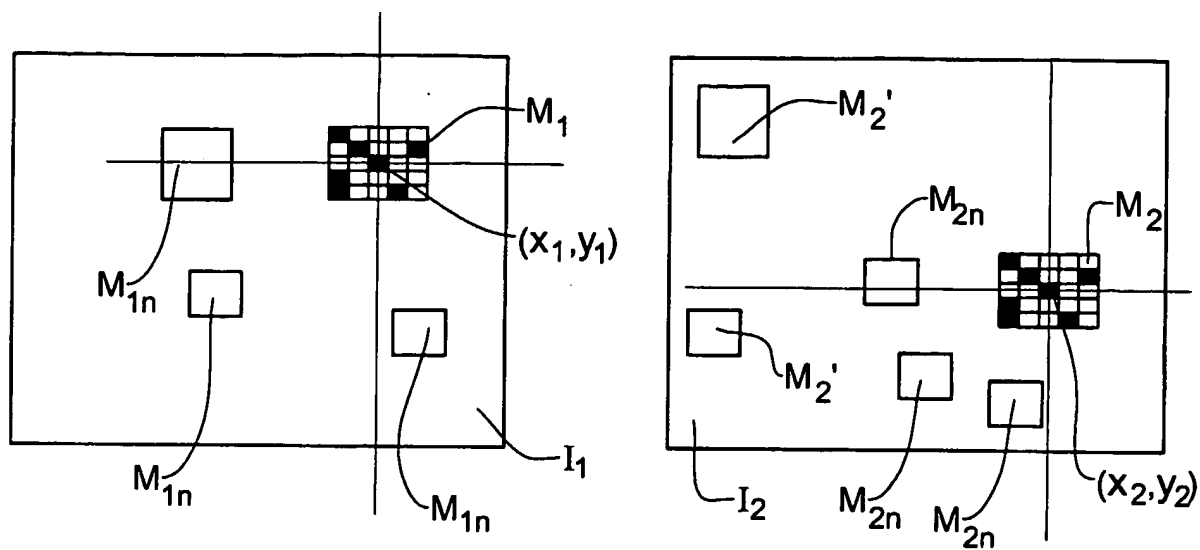 M₁
(x₁,y₁)
M₁ₙ
M₁ₙ
M₁ₙ
I₁
M₂'
M₂ₙ
M₂
M₂'
I₂
M₂ₙ
M₂ₙ
(x₂,y₂)